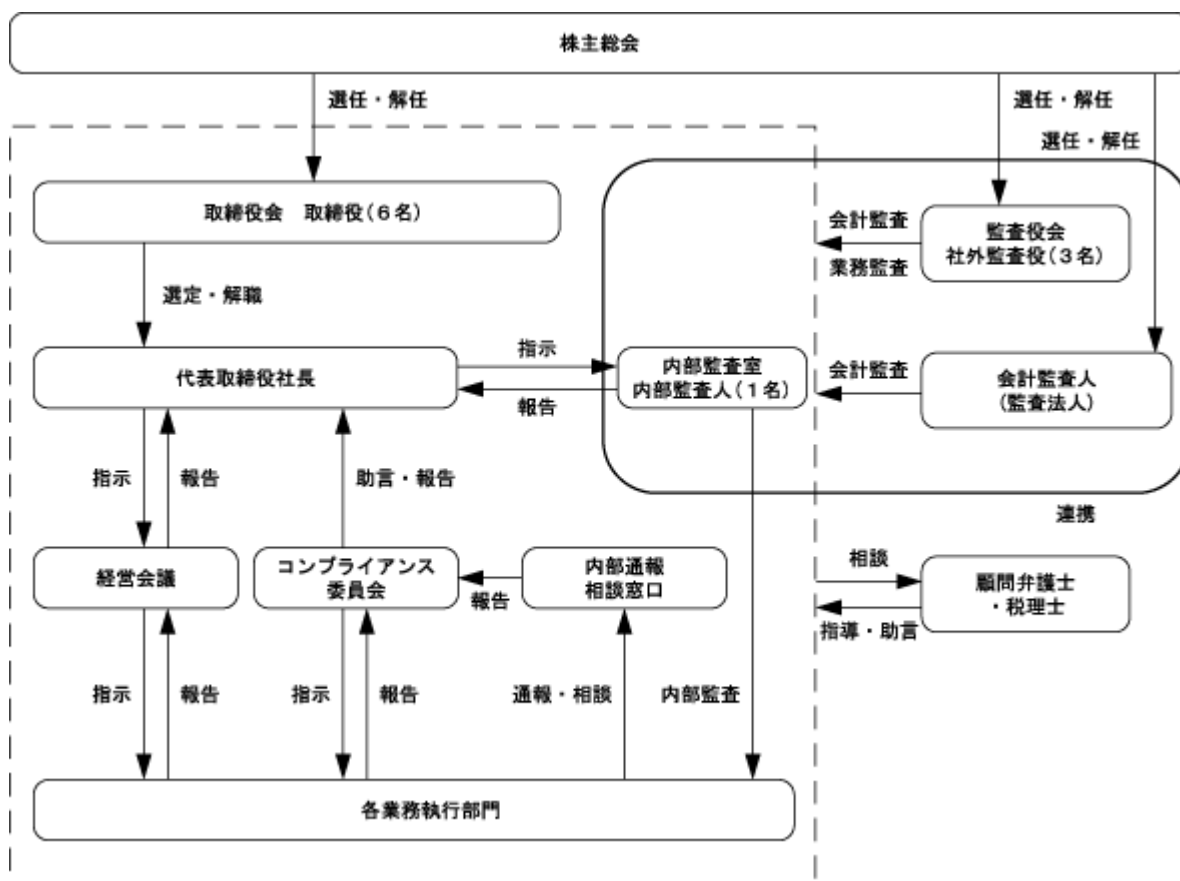 株主総会
選任・解任
選任・解任
選任・解任
取締役会 取締役(6名)
会計監査
業務監査
監査役会
社外監査役(3名)
選定・解職
代表取締役社長
指示
報告
内部監査室
内部監査人(1名)
会計監査
会計監査人
(監査法人)
指示
報告
助言・報告
連携
経営会議
コンプライアンス
委員会
報告
内部通報
相談窓口
相談
指導・助言
顧問弁護士
・税理士
指示
報告
指示
報告
通報・相談
内部監査
各業務執行部門